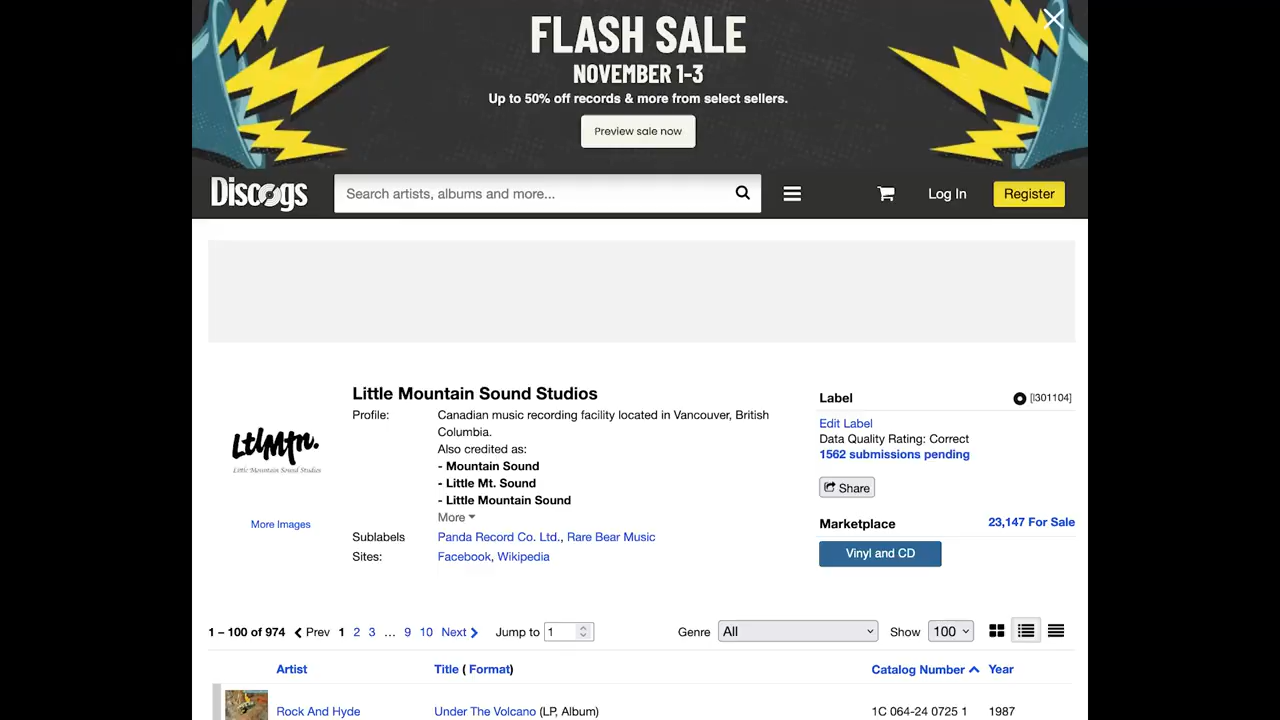 FLASH SALE
NOVEMBER 1-3
Up to 50% off records & more from select sellers.
Preview sale now
Discogs
Search artists, albums and more...
Log In
Register
Little Mountain Sound Studios
Profile:
Canadian music recording facility located in Vancouver, British
Columbia.
Also credited as:
- Mountain Sound
- Little Mt. Sound
- Little Mountain Sound
More
Sublabels
Panda Record Co. Ltd., Rare Bear Music
Sites:
Facebook, Wikipedia
LtlMtn.
Little Mountain Sound Studios
More Images
Label
[l301104]
Edit Label
Data Quality Rating: Correct
1562 submissions pending
Share
Marketplace
23,147 For Sale
Vinyl and CD
1 – 100 of 974 Prev 1 2 3 … 9 10 Next Jump to 1 Genre All Show 100
Artist Title ( Format) Catalog Number Year
Rock And Hyde Under The Volcano (LP, Album) 1C 064-24 0725 1 1987